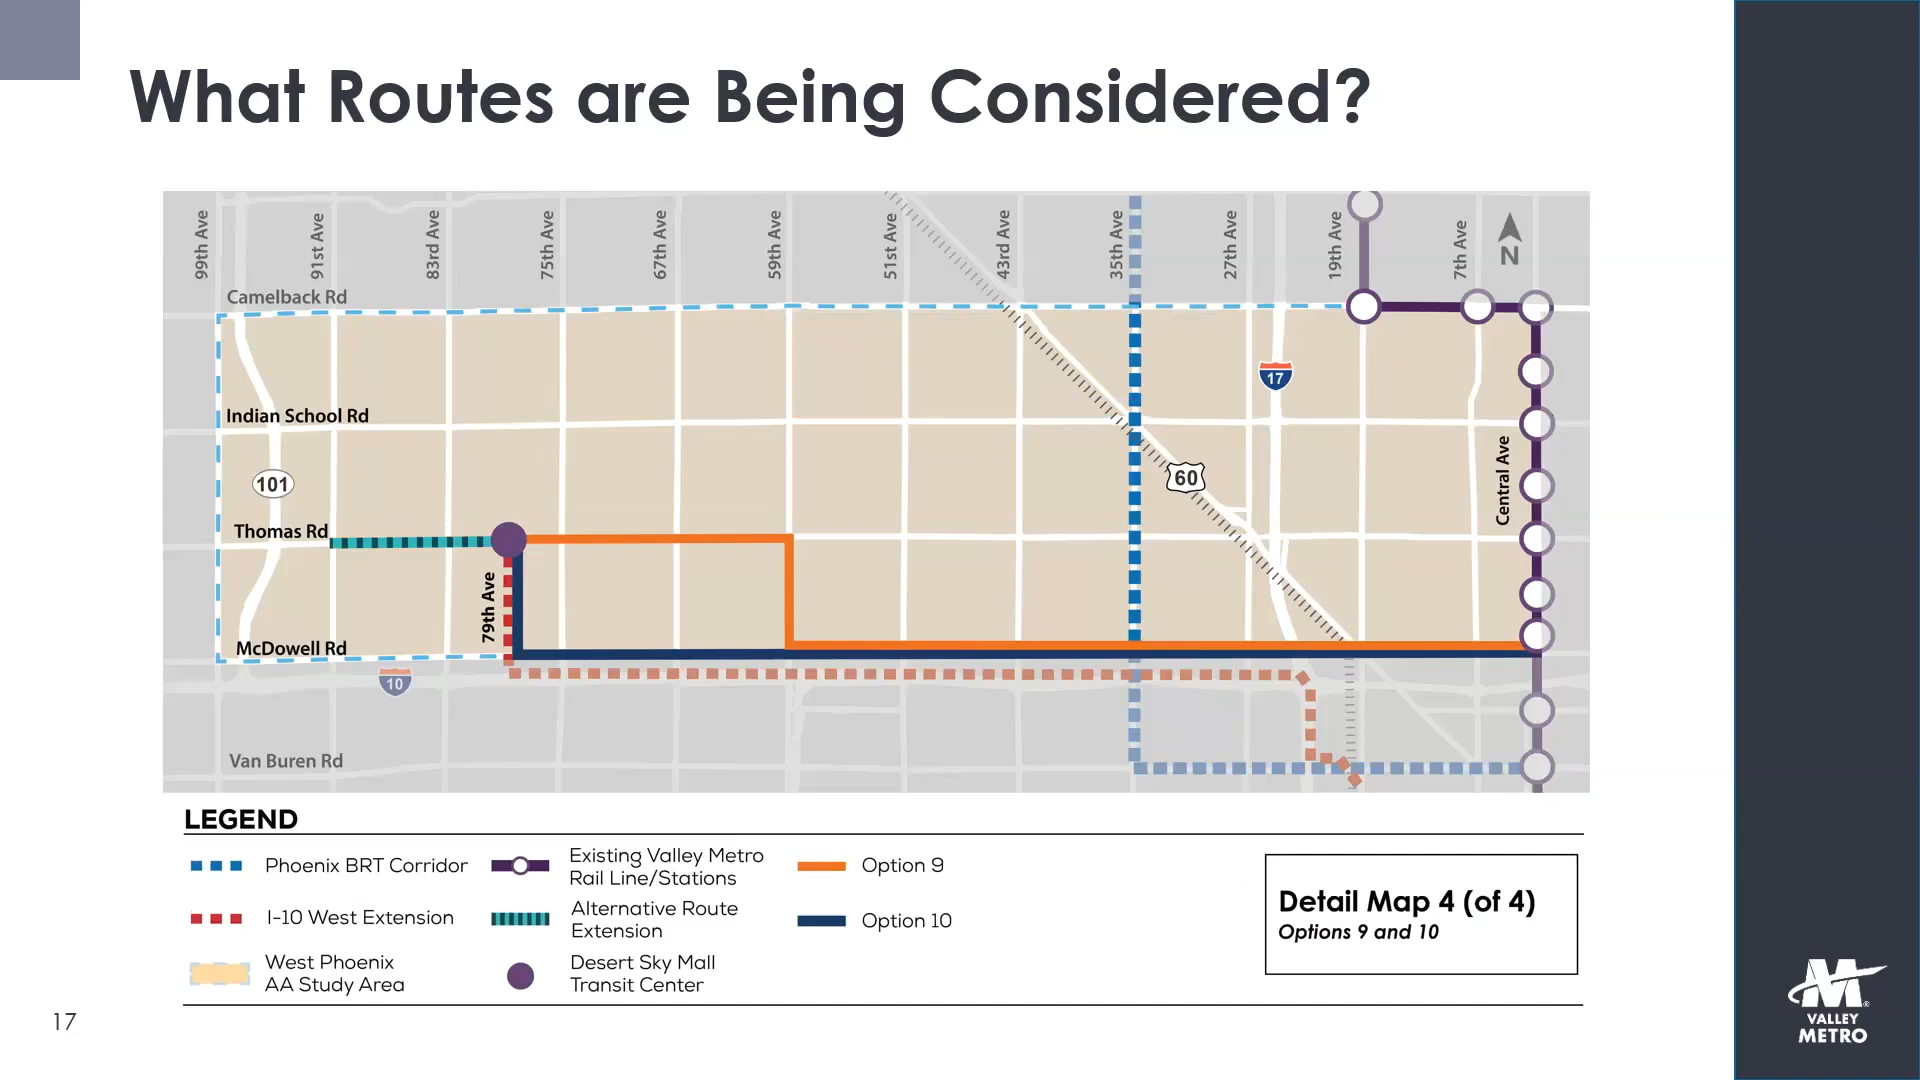 What Routes are Being Considered?
99th Ave
91st Ave
83rd Ave
75th Ave
67th Ave
59th Ave
51st Ave
43rd Ave
35th Ave
27th Ave
19th Ave
7th Ave
N
Camelback Rd
17
Indian School Rd
Central Ave
101
60
Thomas Rd
79th Ave
McDowell Rd
10
Van Buren Rd
LEGEND
Phoenix BRT Corridor
I-10 West Extension
West Phoenix
AA Study Area
Existing Valley Metro
Rail Line/Stations
Alternative Route
Extension
Desert Sky Mall
Transit Center
Option 9
Option 10
Detail Map 4 (of 4)
Options 9 and 10
17
VALLEY
METRO